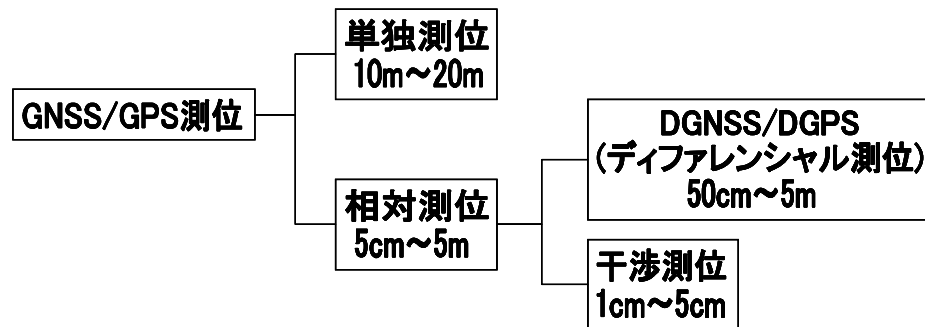 単独測位
10m～20m
GNSS/GPS測位
DGNSS/DGPS
(ディファレンシャル測位)
50cm～5m
相対測位
5cm～5m
干渉測位
1cm～5cm